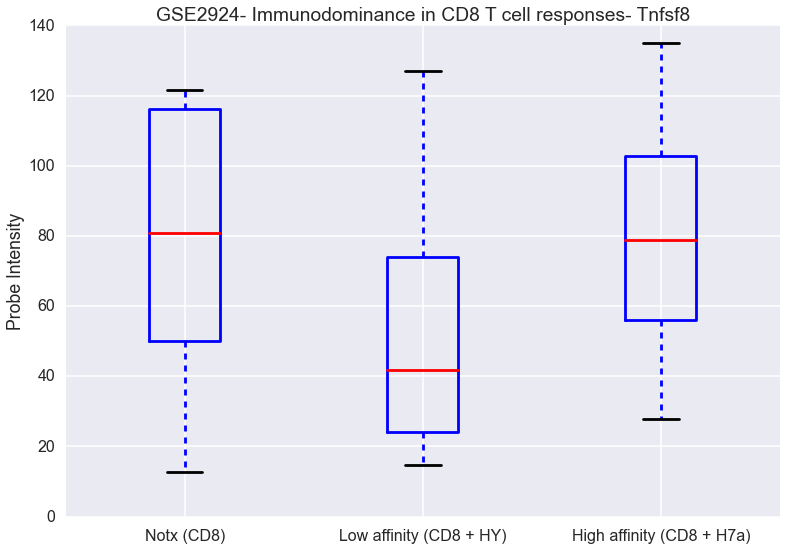 GSE2924- Immunodominance in CD8 T cell responses- Tnfsf8
140
120
100
80
60
40
20
0
Probe Intensity
Notx (CD8) Low affinity (CD8 + HY) High affinity (CD8 + H7a)